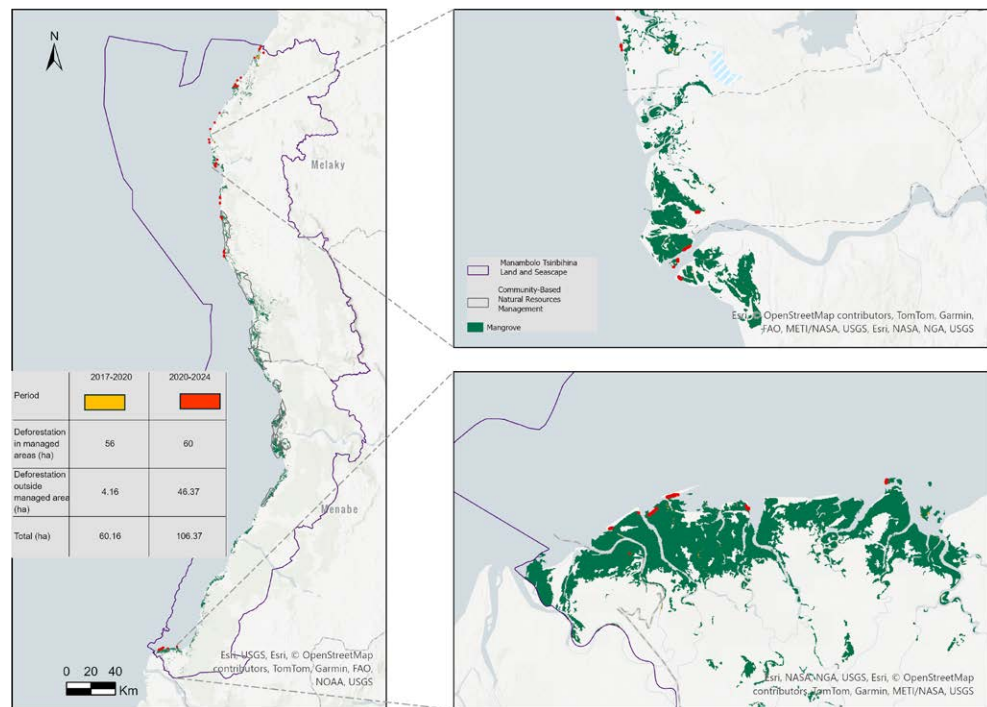 N
Melaky
Menabe
Period
2017-2020
2020-2024
Deforestation
in managed
areas (ha)
56
60
Deforestation
outside
managed area
(ha)
4.16
46.37
Total (ha)
60.16
106.37
0 20 40
Km
Esri, USGS, Esri, © OpenStreetMap
contributors, TomTom, Garmin, FAO,
NOAA, USGS
Manambolo Tsiribihina
Land and Seascape
Community-Based
Natural Resources
Management
Mangrove
Esri, © OpenStreetMap contributors, TomTom, Garmin,
FAO, METI/NASA, USGS, Esri, NASA, NGA, USGS
Esri, NASA, NGA, USGS, Esri, © OpenStreetMap
contributors, TomTom, Garmin, METI/NASA, USGS